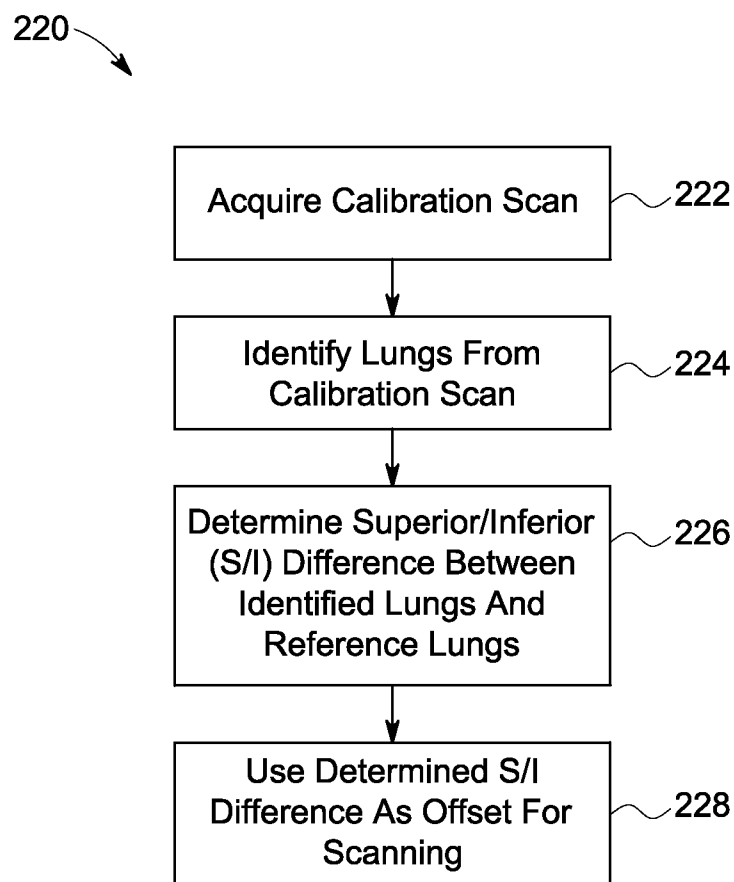 220
Acquire Calibration Scan
222
Identify Lungs From
Calibration Scan
224
Determine Superior/Inferior
(S/I) Difference Between
Identified Lungs And
Reference Lungs
226
Use Determined S/I
Difference As Offset For
Scanning
228